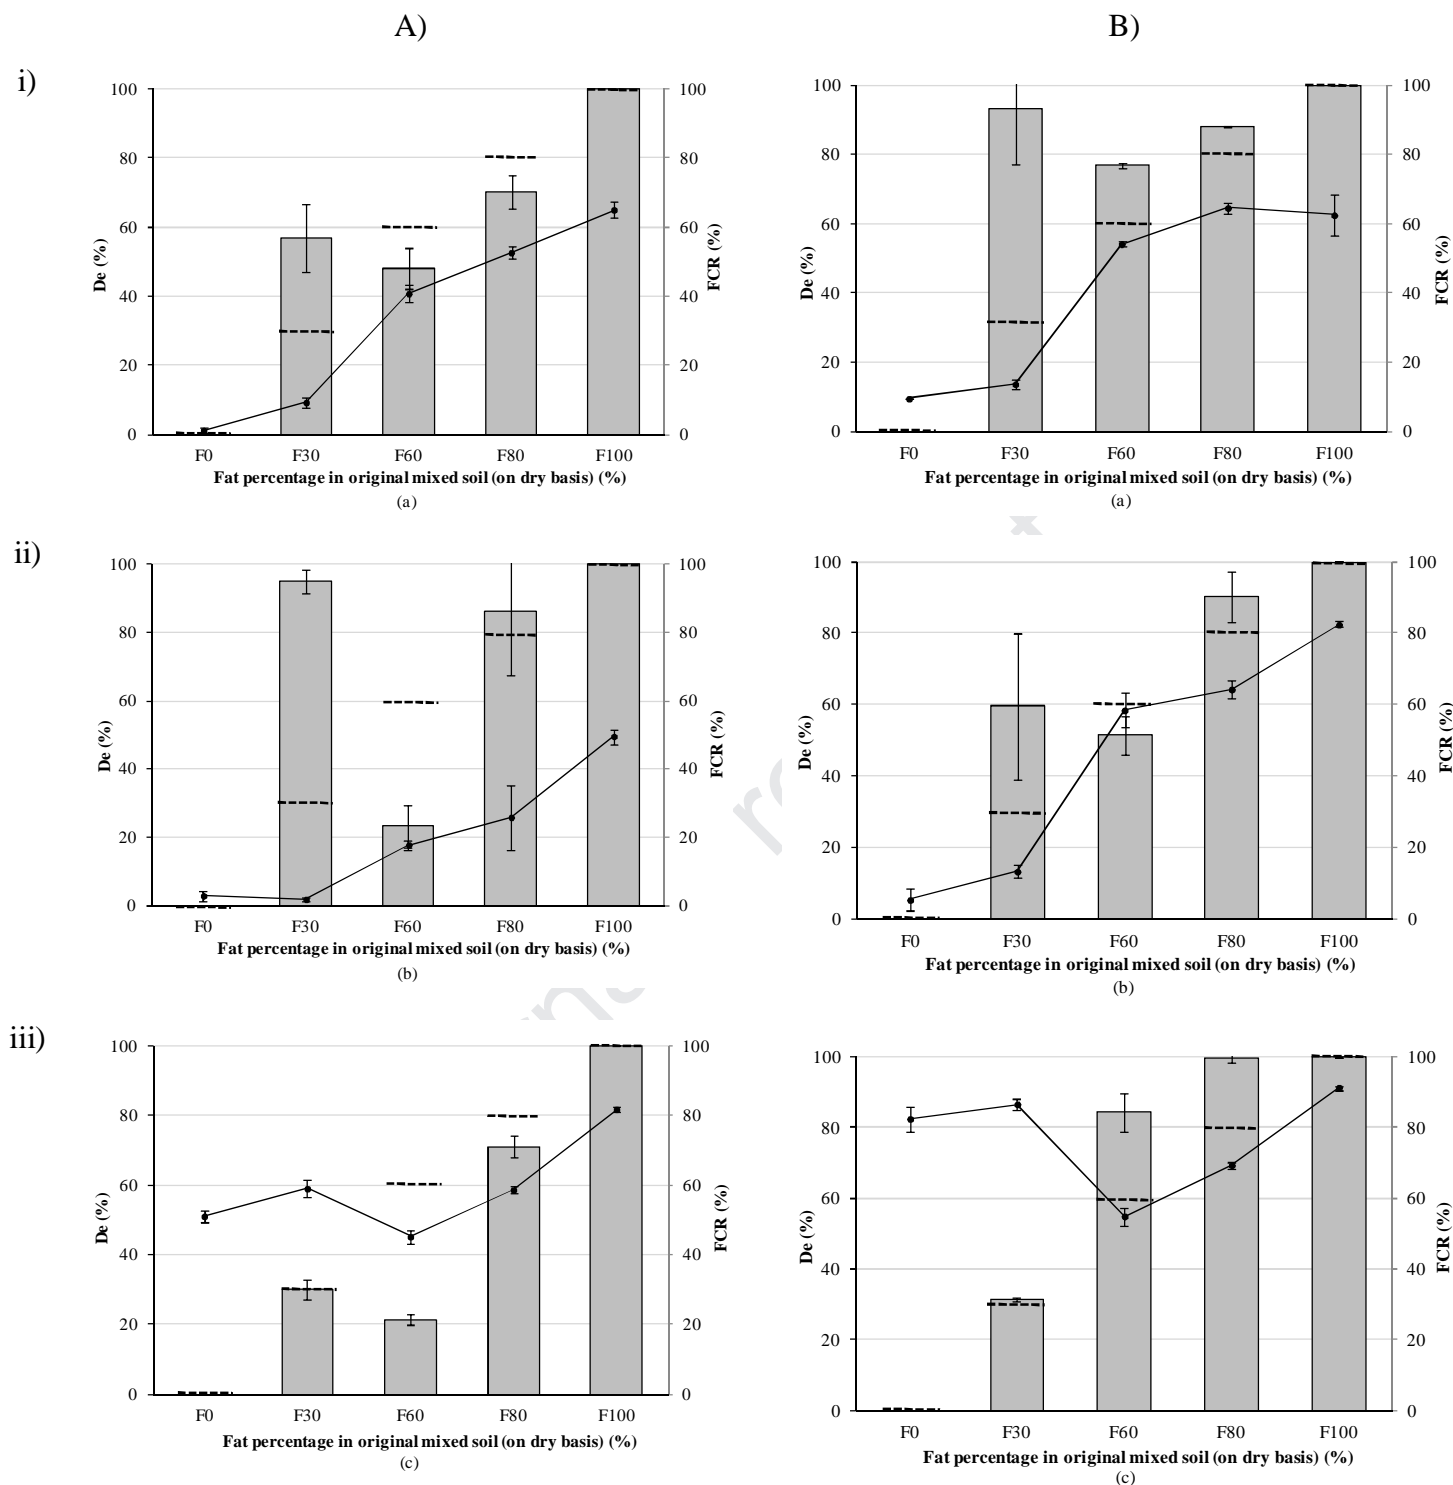 A) B)
i)
100 100 100 100
80 80 80 80
60 60 60 60
40 40 40 40
20 20 20 20
0 0 0 0
De (%) FCR (%) De (%) FCR (%)
F0 F30 F60 F80 F100 F0 F30 F60 F80 F100
Fat percentage in original mixed soil (on dry basis) (%) Fat percentage in original mixed soil (on dry basis) (%)
(a) (a)
ii)
100 100 100 100
80 80 80 80
60 60 60 60
40 40 40 40
20 20 20 20
0 0 0 0
De (%) FCR (%) De (%) FCR (%)
F0 F30 F60 F80 F100 F0 F30 F60 F80 F100
Fat percentage in original mixed soil (on dry basis) (%) Fat percentage in original mixed soil (on dry basis) (%)
(b) (b)
iii)
100 100 100 100
80 80 80 80
60 60 60 60
40 40 40 40
20 20 20 20
0 0 0 0
De (%) FCR (%) De (%) FCR (%)
F0 F30 F60 F80 F100 F0 F30 F60 F80 F100
Fat percentage in original mixed soil (on dry basis) (%) Fat percentage in original mixed soil (on dry basis) (%)
(c) (c)